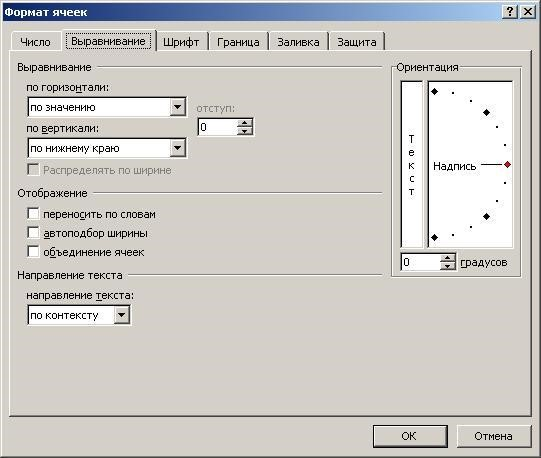 Формат ячеек
Число Выравнивание Шрифт Граница Заливка Защита
Выравнивание
по горизонтали:
по значению
отступ:
0
по вертикали:
по нижнему краю
Распределять по ширине
Отображение
переносить по словам
автоподбор ширины
объединение ячеек
Направление текста
направление текста:
по контексту
Ориентация
Текст
Надпись
0 градусов
ОК Отмена